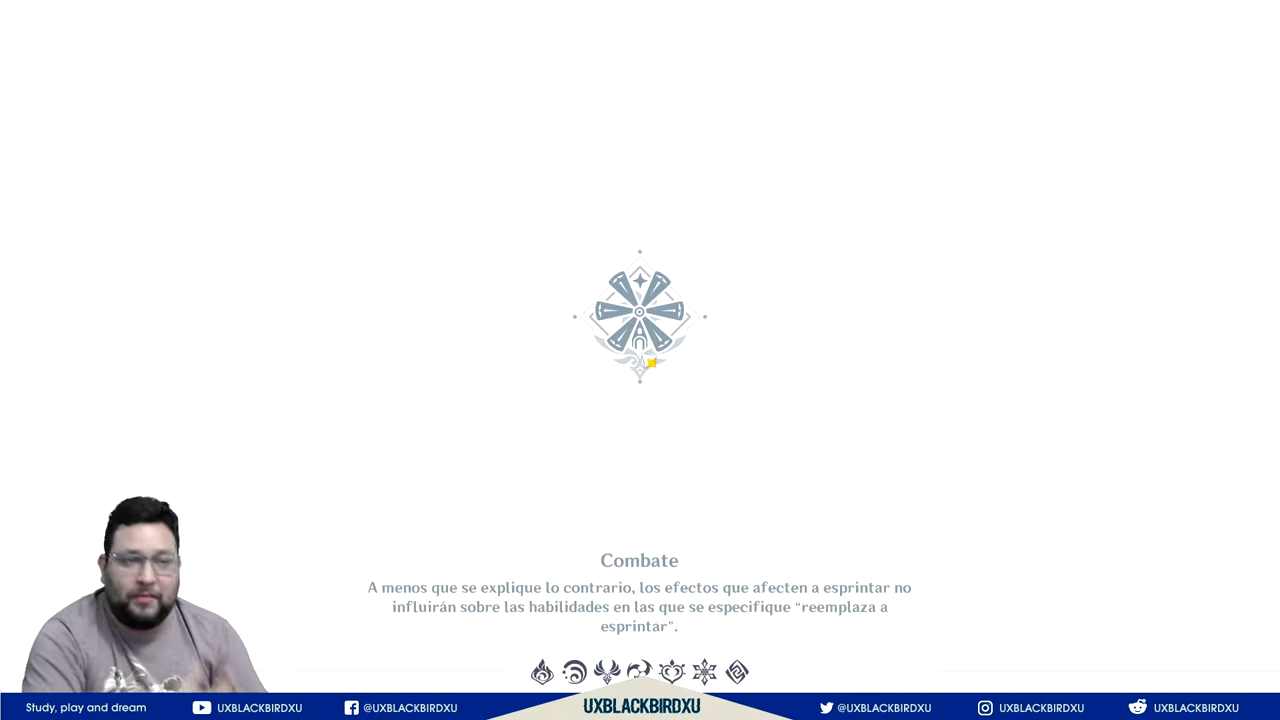 Combate
A menos que se explique lo contrario, los efectos que afecten a esprintar no
influirán sobre las habilidades en las que se especifique “reemplaza a
esprintar”.
Study, play and dream
UXBLACKBIRDXU
@UXBLACKBIRDXU
UXBLACKBIRDXU
@UXBLACKBIRDXU
UXBLACKBIRDXU
UXBLACKBIRDXU